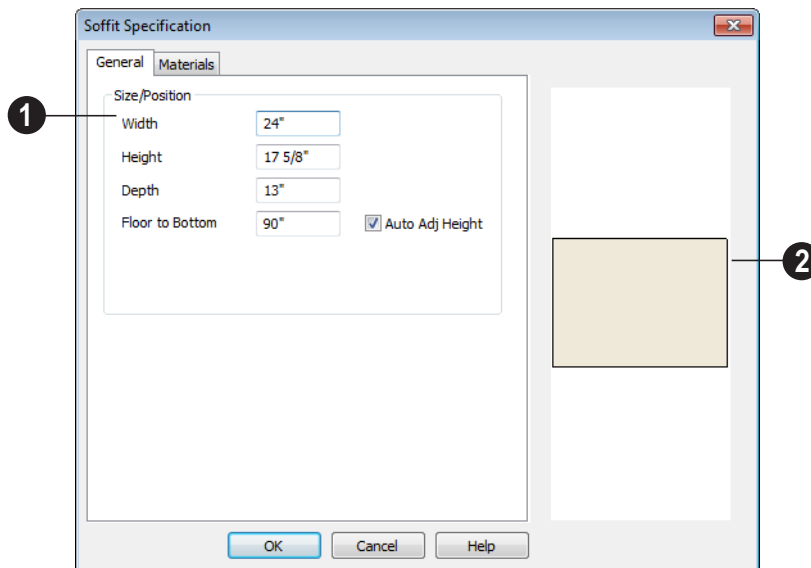 Soffit Specification
General Materials
Size/Position
1
Width 24"
Height 17 5/8"
Depth 13"
Floor to Bottom 90" Auto Adj Height
2
OK Cancel Help